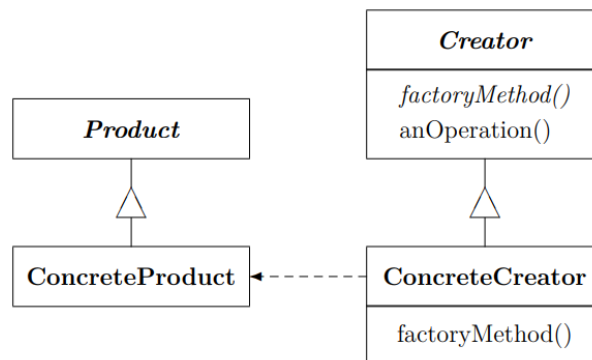 Creator
factoryMethod()
anOperation()
Product
ConcreteProduct
ConcreteCreator
factoryMethod()